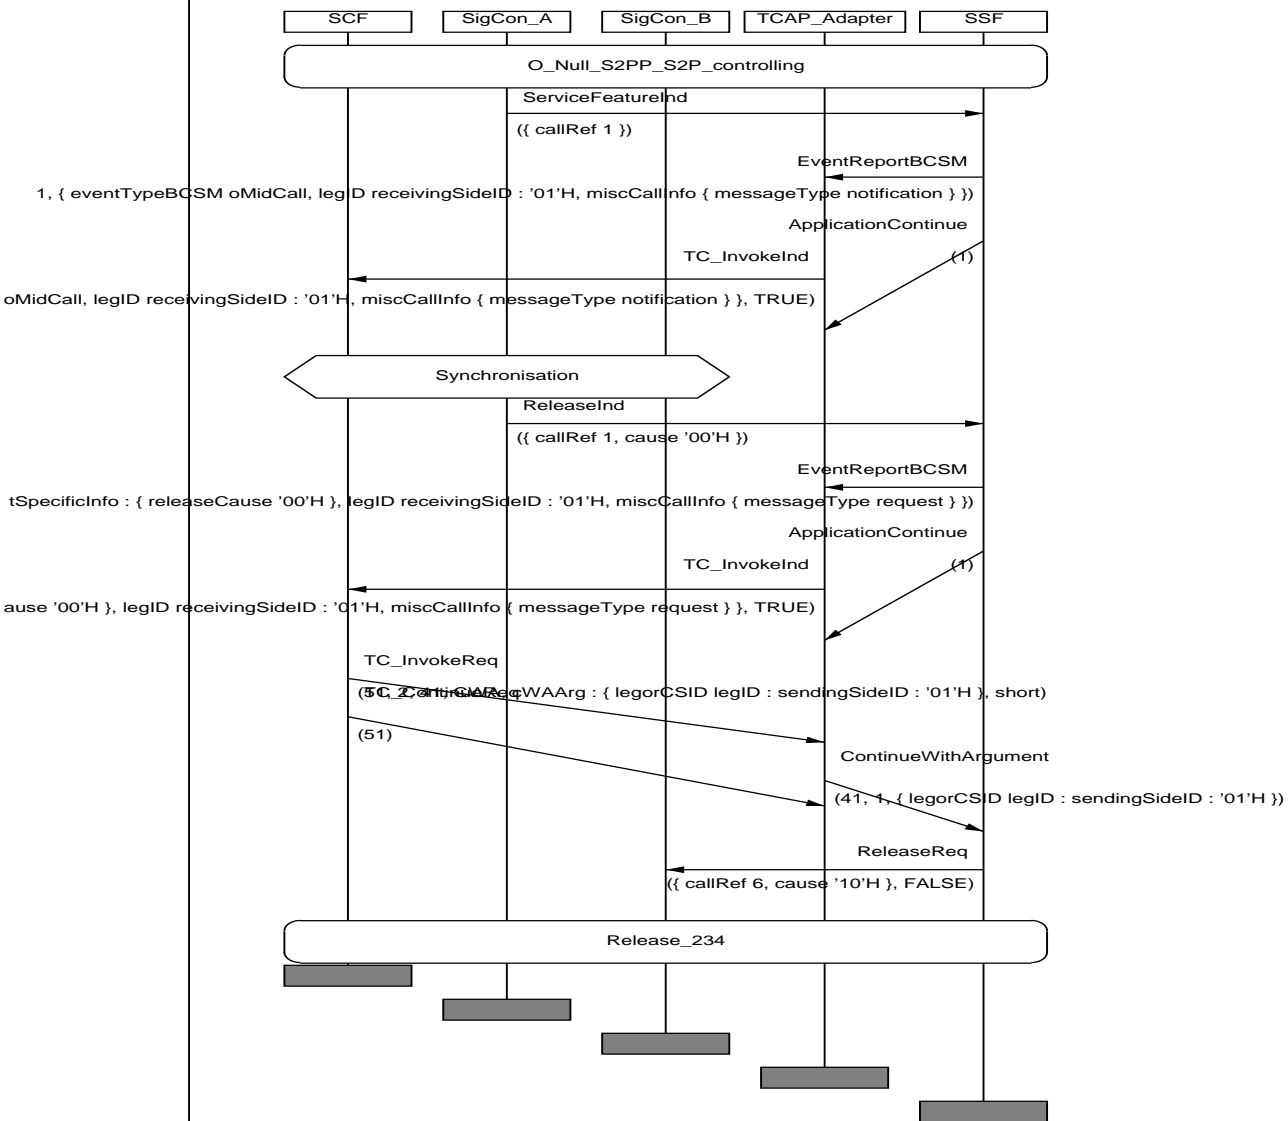 SCF SigCon_A SigCon_B TCAP_Adapter SSF
O_Null_S2PP_S2P_controlling
ServiceFeatureInd
({ callRef 1 })
EventReportBCSM
1, { eventTypeBCSM oMidCall, legID receivingSideID : '01'H, miscCallInfo { messageType notification } })
ApplicationContinue
TC_InvokeInd (1)
oMidCall, legID receivingSideID : '01'H, miscCallInfo { messageType notification } }, TRUE)
Synchronisation
ReleaseInd
({ callRef 1, cause '00'H })
EventReportBCSM
tSpecificInfo : { releaseCause '00'H }, legID receivingSideID : '01'H, miscCallInfo { messageType request } })
ApplicationContinue
TC_InvokeInd (1)
ause '00'H }, legID receivingSideID : '01'H, miscCallInfo { messageType request } }, TRUE)
TC_InvokeReq
TC_ContinueReq
cWAArg : { legorCSID legID : sendingSideID : '01'H }, short)
(51)
ContinueWithArgument
(41, 1, { legorCSID legID : sendingSideID : '01'H })
ReleaseReq
({ callRef 6, cause '10'H }, FALSE)
Release_234